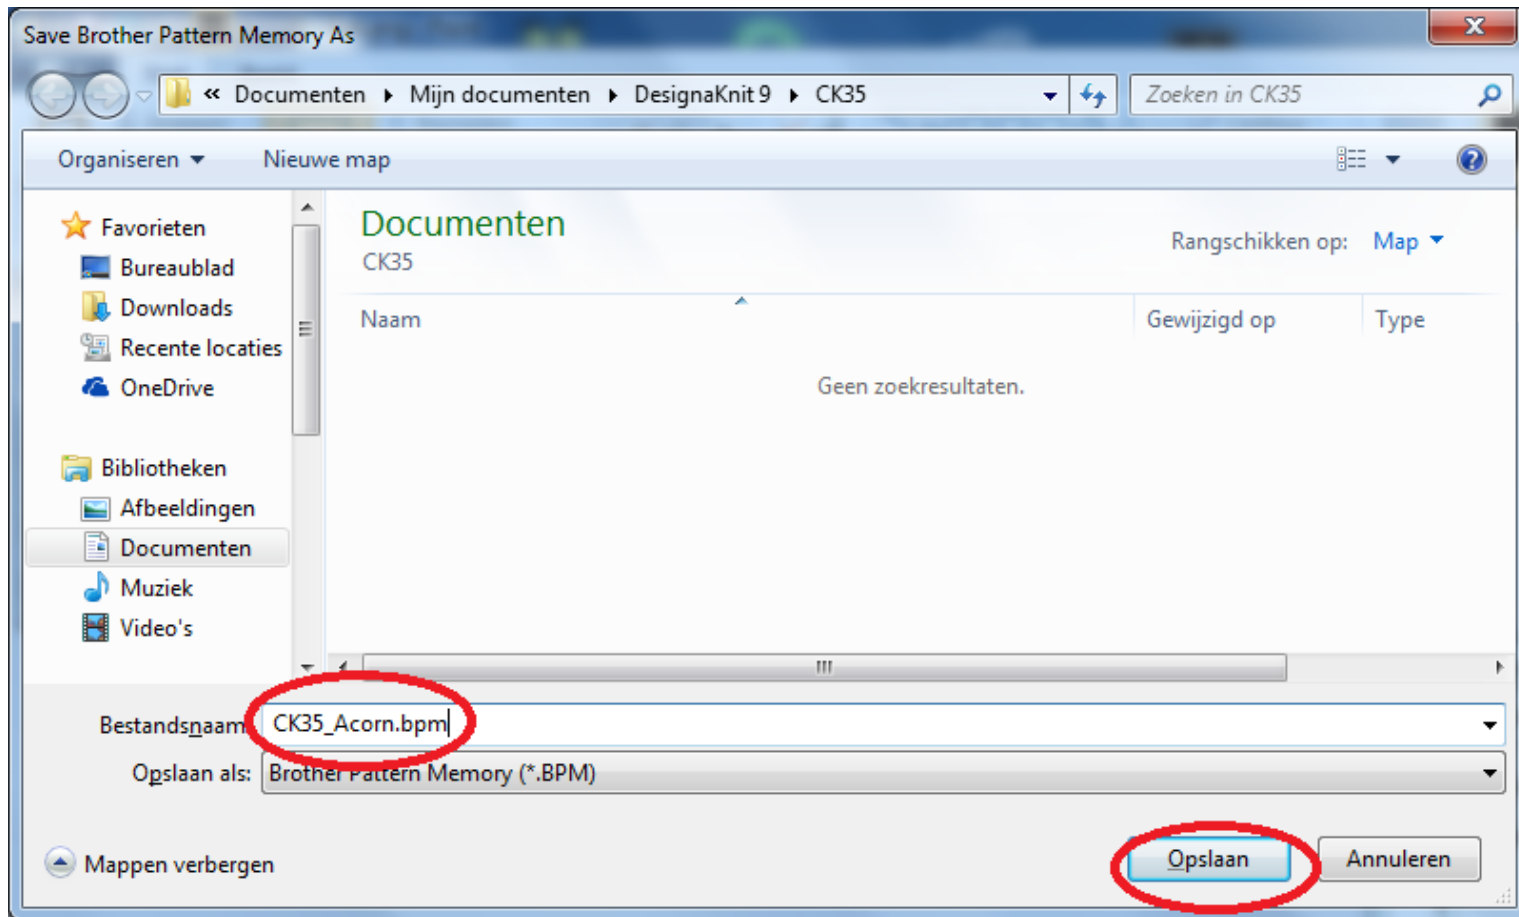 Save Brother Pattern Memory As
« Documenten Mijn documenten DesignaKnit 9 CK35 Zoeken in CK35
Organiseren Nieuwe map
Favorieten
Bureaublad
Downloads
Recente locaties
OneDrive
Bibliotheken
Afbeeldingen
Documenten
Muziek
Video's
Documenten
CK35
Rangschikken op: Map
Naam Gewijzigd op Type
Geen zoekresultaten.
Bestandsnaam: CK35_Acorn.bpm
Opslaan als: Brother Pattern Memory (*.BPM)
Mappen verbergen Opslaan Annuleren